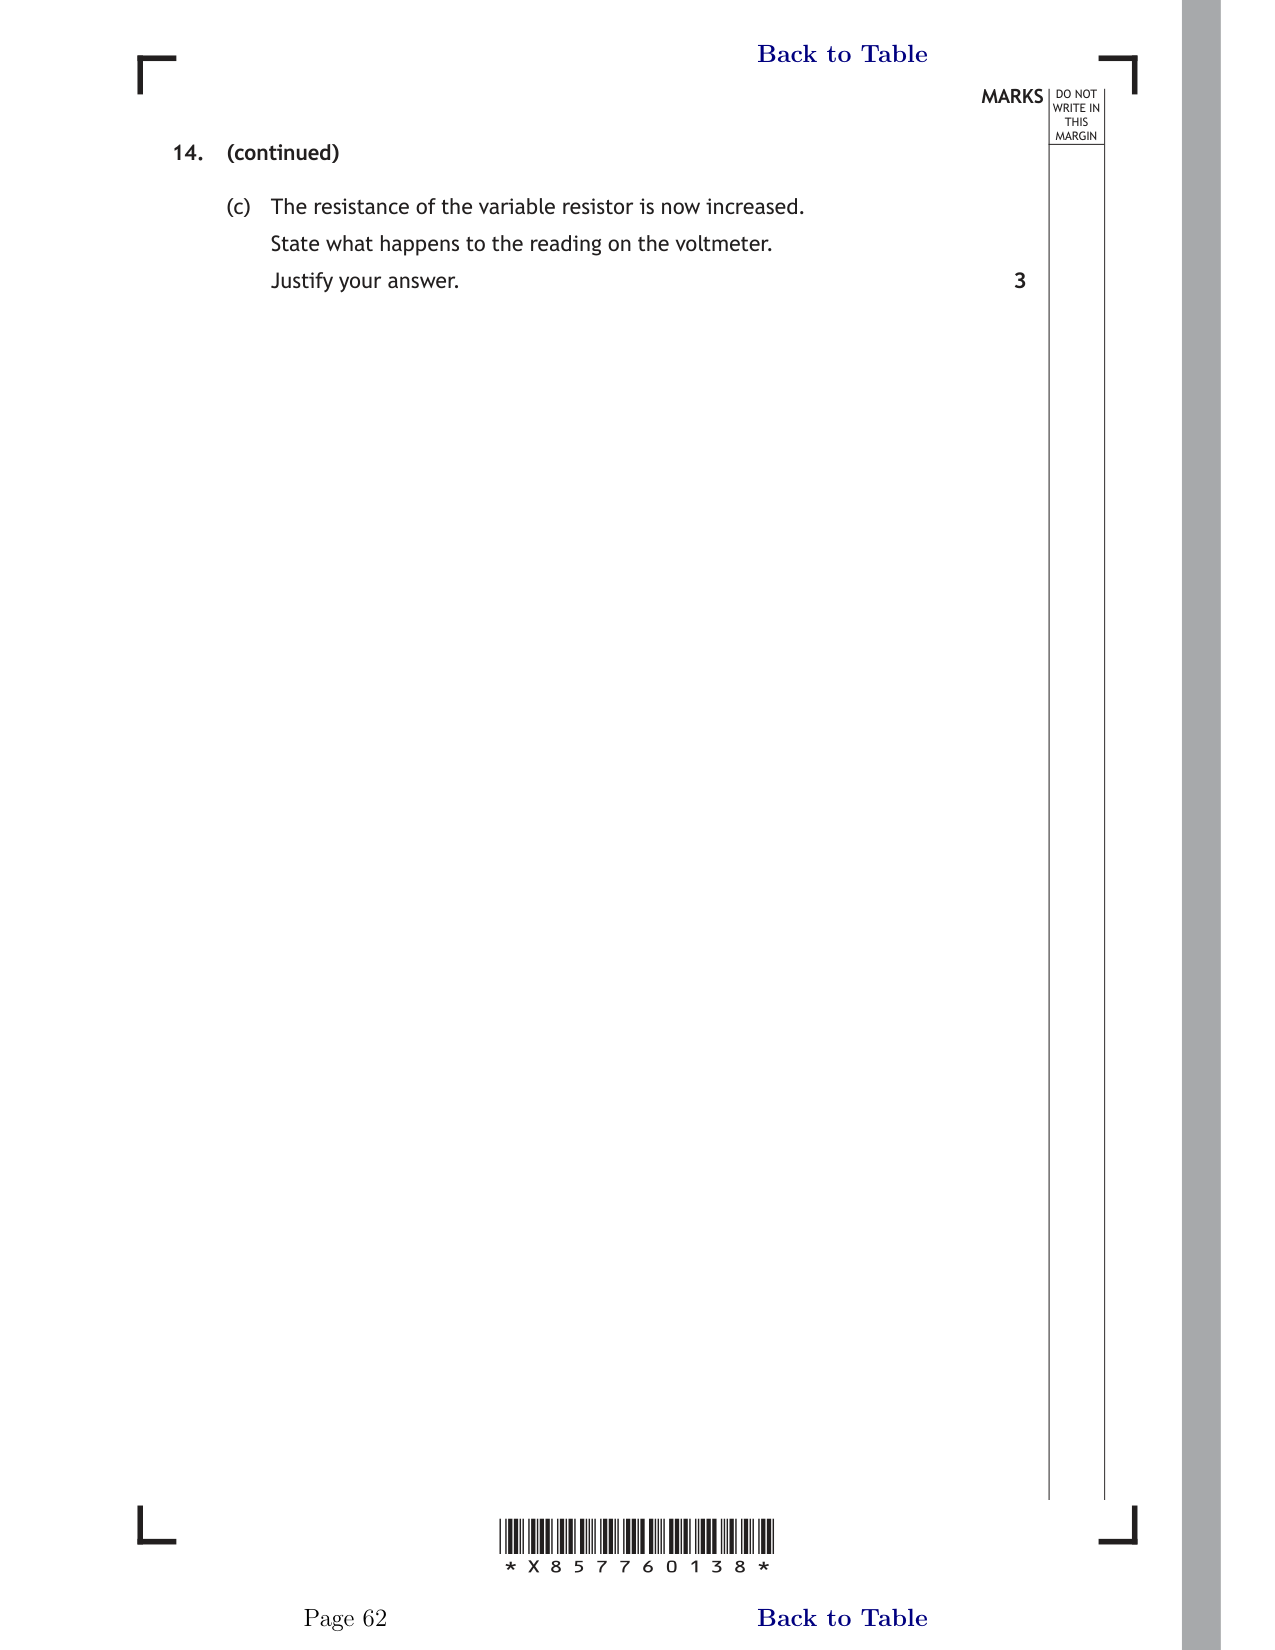 Back to Table
MARKS
DO NOT
WRITE IN
THIS
MARGIN
14. (continued)
(c) The resistance of the variable resistor is now increased.
State what happens to the reading on the voltmeter.
Justify your answer. 3
*X857760138*
Page 62
Back to Table